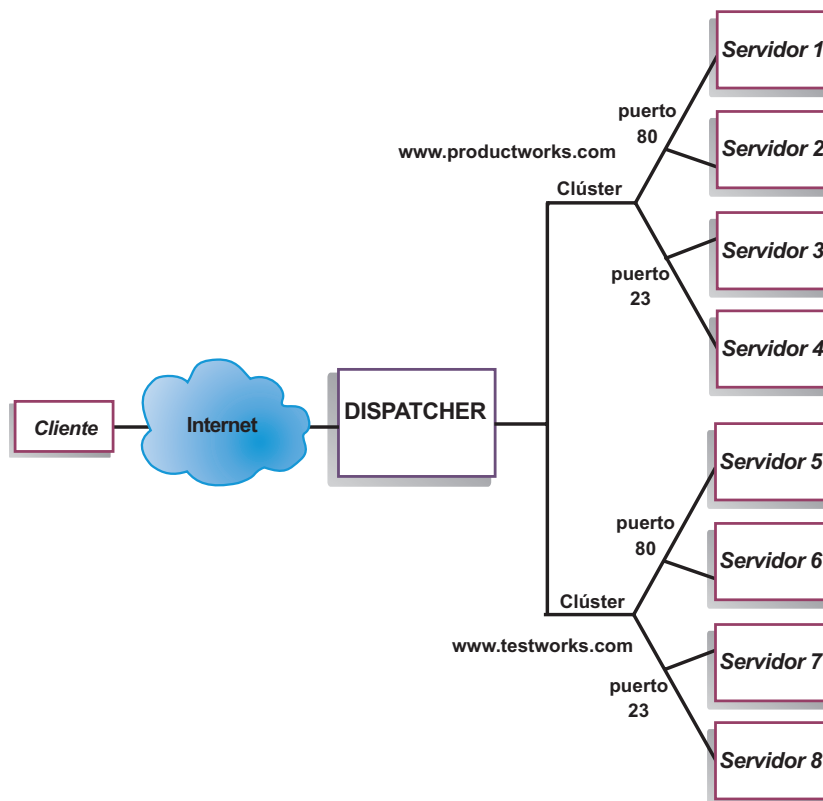 Servidor 1
puerto
80
Servidor 2
www.productworks.com
Clúster
Servidor 3
puerto
23
Servidor 4
Cliente
Internet
DISPATCHER
Servidor 5
puerto
80
Servidor 6
Clúster
www.testworks.com
Servidor 7
puerto
23
Servidor 8